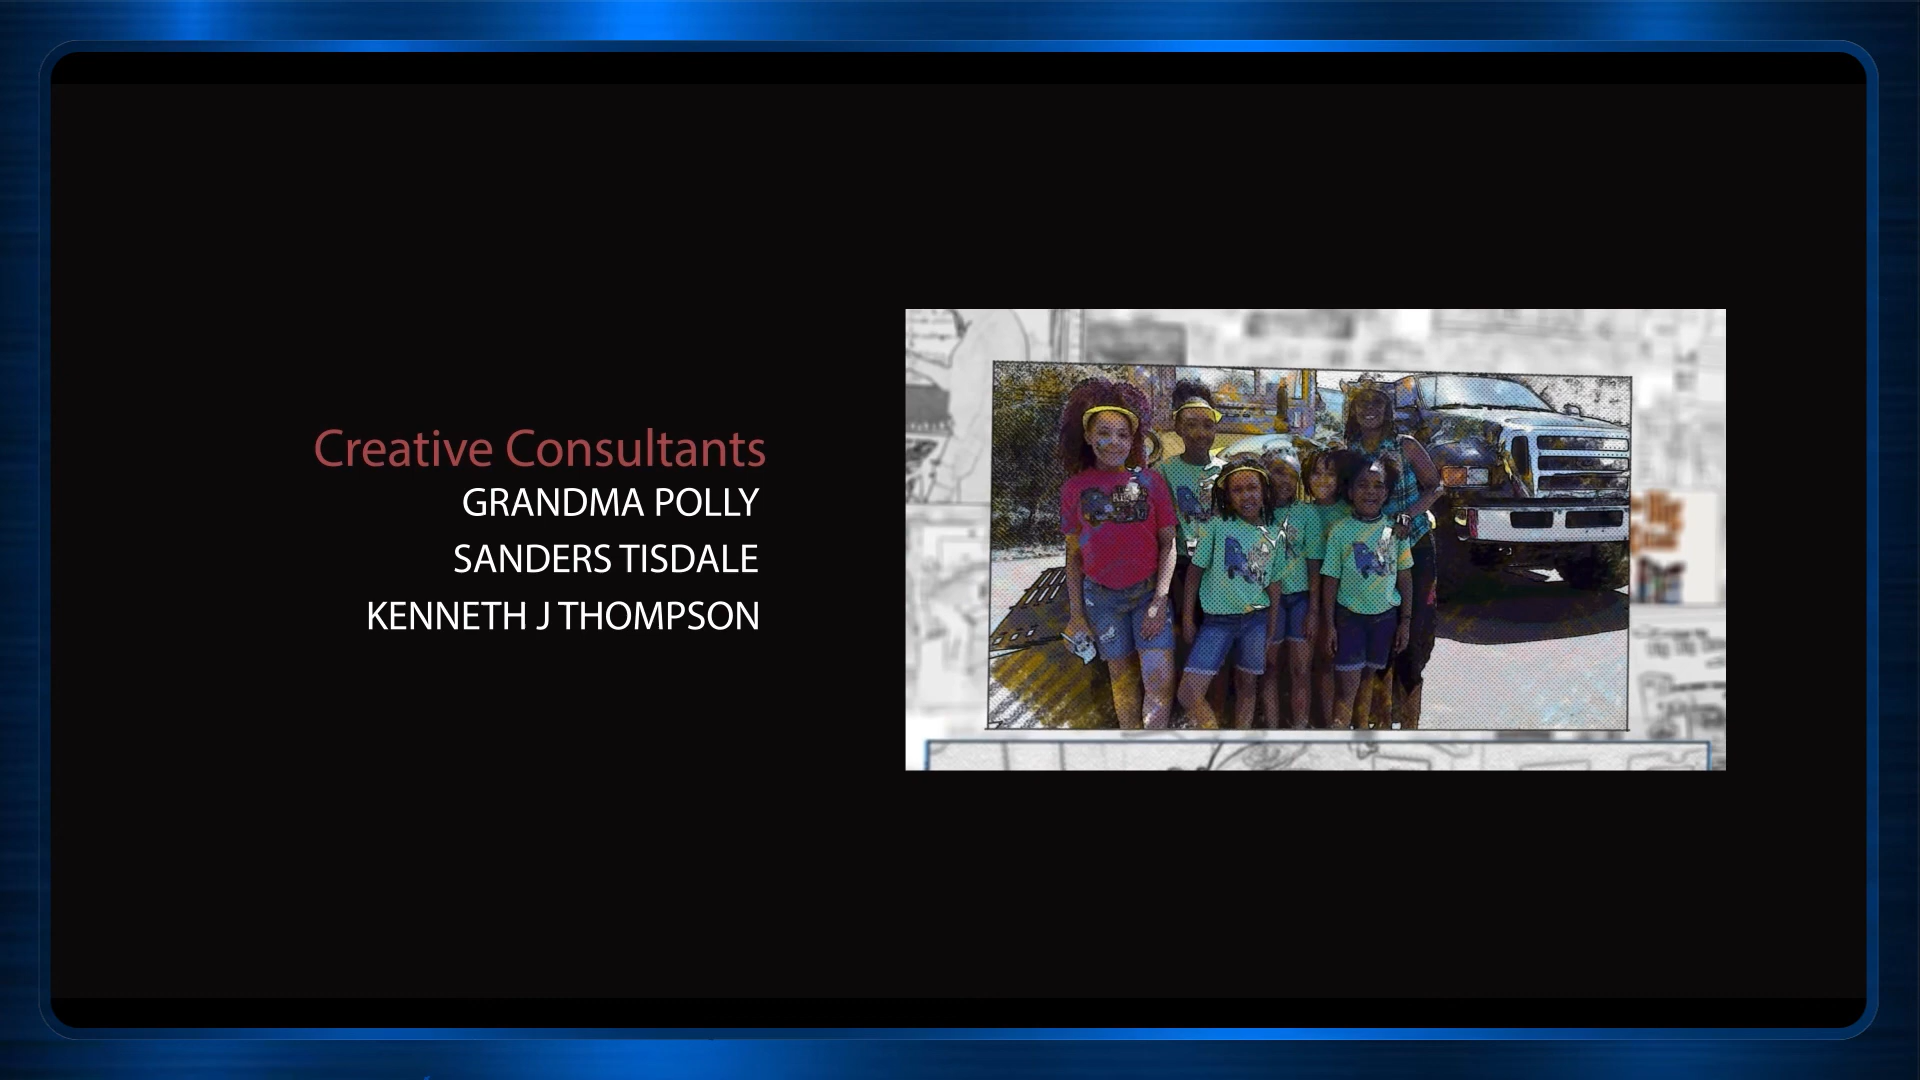 Creative Consultants
GRANDMA POLLY
SANDERS TISDALE
KENNETH J THOMPSON